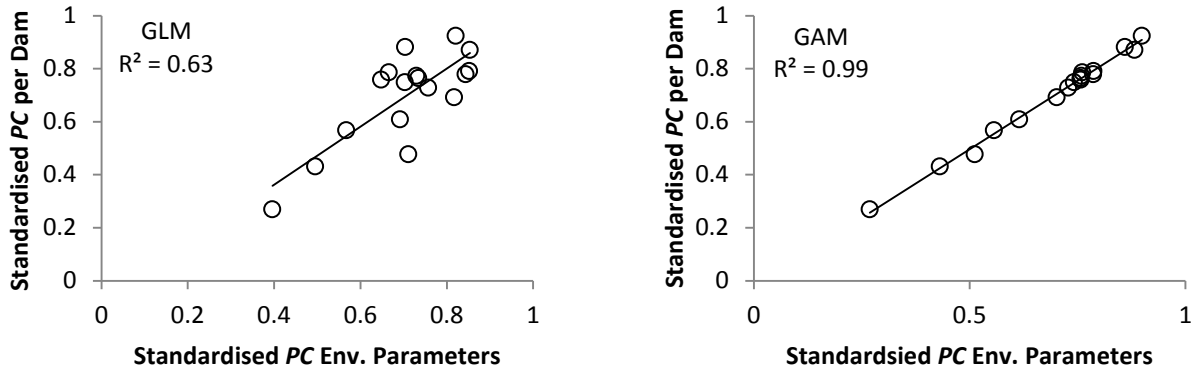 Standardised PC per Dam
1
0.8
0.6
0.4
0.2
0
GLM
R² = 0.63
0
0.2
0.4
0.6
0.8
1
Standardised PC Env. Parameters
Standardised PC per Dam
1
0.8
0.6
0.4
0.2
0
GAM
R² = 0.99
0
0.5
1
Standardsied PC Env. Parameters